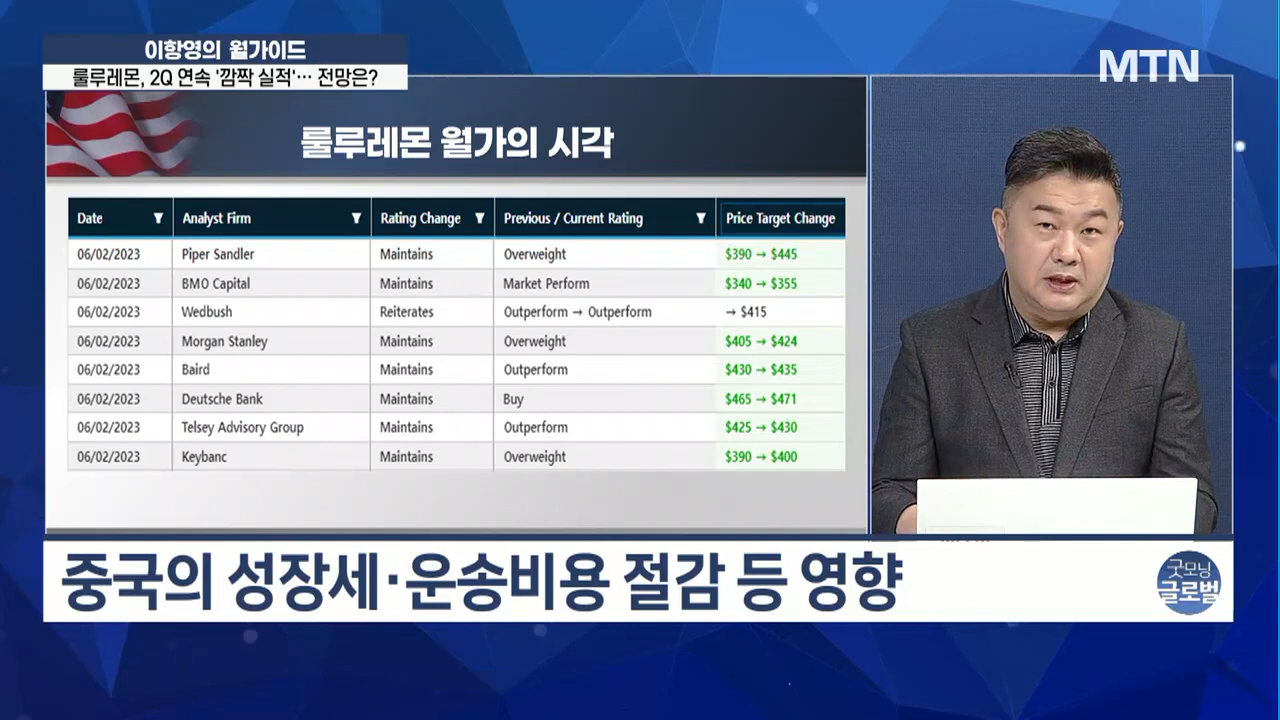 이항영의 월가이드
룰루레몬, 2Q 연속 '깜짝 실적'… 전망은?
MTN
룰루레몬 월가의 시각
Date Analyst Firm Rating Change Previous / Current Rating Price Target Change
06/02/2023 Piper Sandler Maintains Overweight $390 → $445
06/02/2023 BMO Capital Maintains Market Perform $340 → $355
06/02/2023 Wedbush Reiterates Outperform → Outperform → $415
06/02/2023 Morgan Stanley Maintains Overweight $405 → $424
06/02/2023 Baird Maintains Outperform $430 → $435
06/02/2023 Deutsche Bank Maintains Buy $465 → $471
06/02/2023 Telsey Advisory Group Maintains Outperform $425 → $430
06/02/2023 Keybanc Maintains Overweight $390 → $400
중국의 성장세·운송비용 절감 등 영향
굿모닝
글로벌